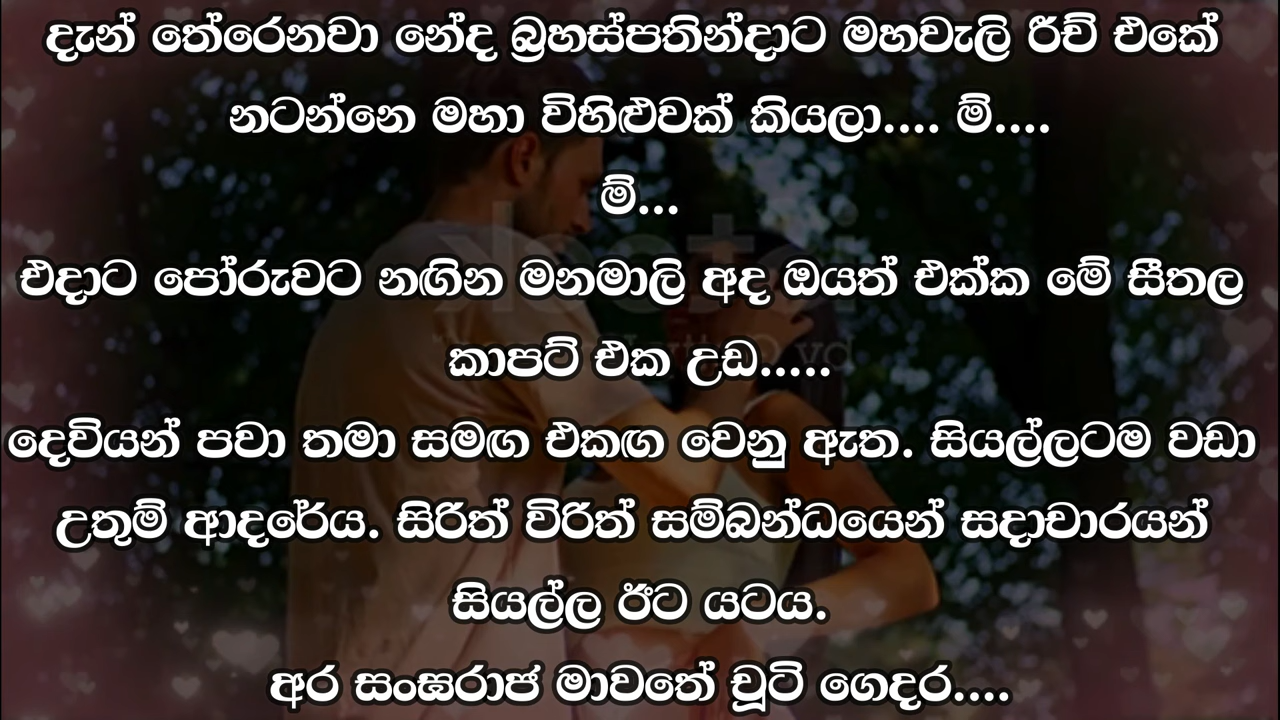 දැන් තේරෙනවා නේද බ්‍රහස්පතින්දාට මහවැලි රීච් එකේ
නටන්නෙ මහා විහිළුවක් කියලා.... ම්....
ම්...
එදාට පෝරුවට නඟින මනමාලි අද ඔයත් එක්ක මේ සීතල
කාපට් එක උඩ.....
දෙවියන් පවා තමා සමඟ එකඟ වෙනු ඇත. සියල්ලටම වඩා
උතුම් ආදරේය. සිරිත් විරිත් සම්බන්ධයෙන් සදාචාරයන්
සියල්ල ඊට යටය.
අර සංඝරාජ මාවතේ චූටි ගෙදර....